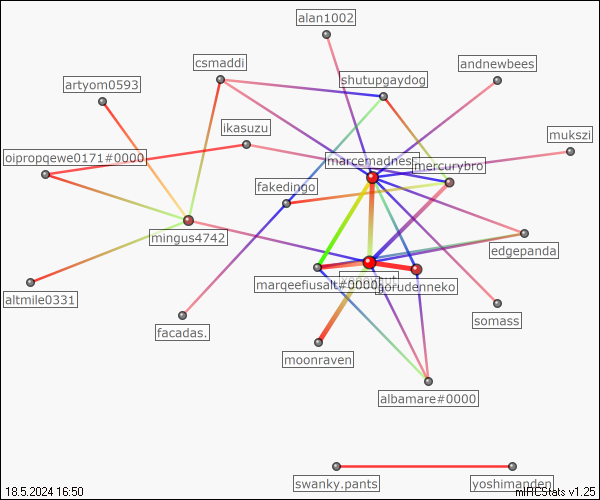 alan1002
csmaddi
andnewbees
shutupgaydog
artyom0593
ikasuzu
mukszi
oipropqewe0171#0000
marcemadness
mercurybro
fakedingo
mingus4742
edgepanda
marqeefiusalt#0000
gorudenneko
altmile0331
somass
facadas.
moonraven
albamare#0000
swanky.pants
yoshimanden
18.5.2024 16:50
mIRCStats v1.25